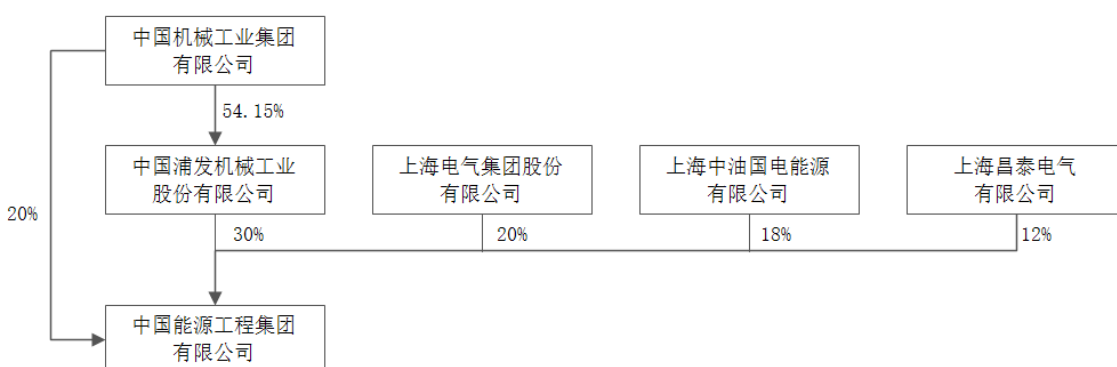 中国机械工业集团
有限公司
54.15%
中国浦发机械工业
股份有限公司
上海电气集团股份
有限公司
上海中油国电能源
有限公司
上海昌泰电气
有限公司
20%
30%
20%
18%
12%
中国能源工程集团
有限公司